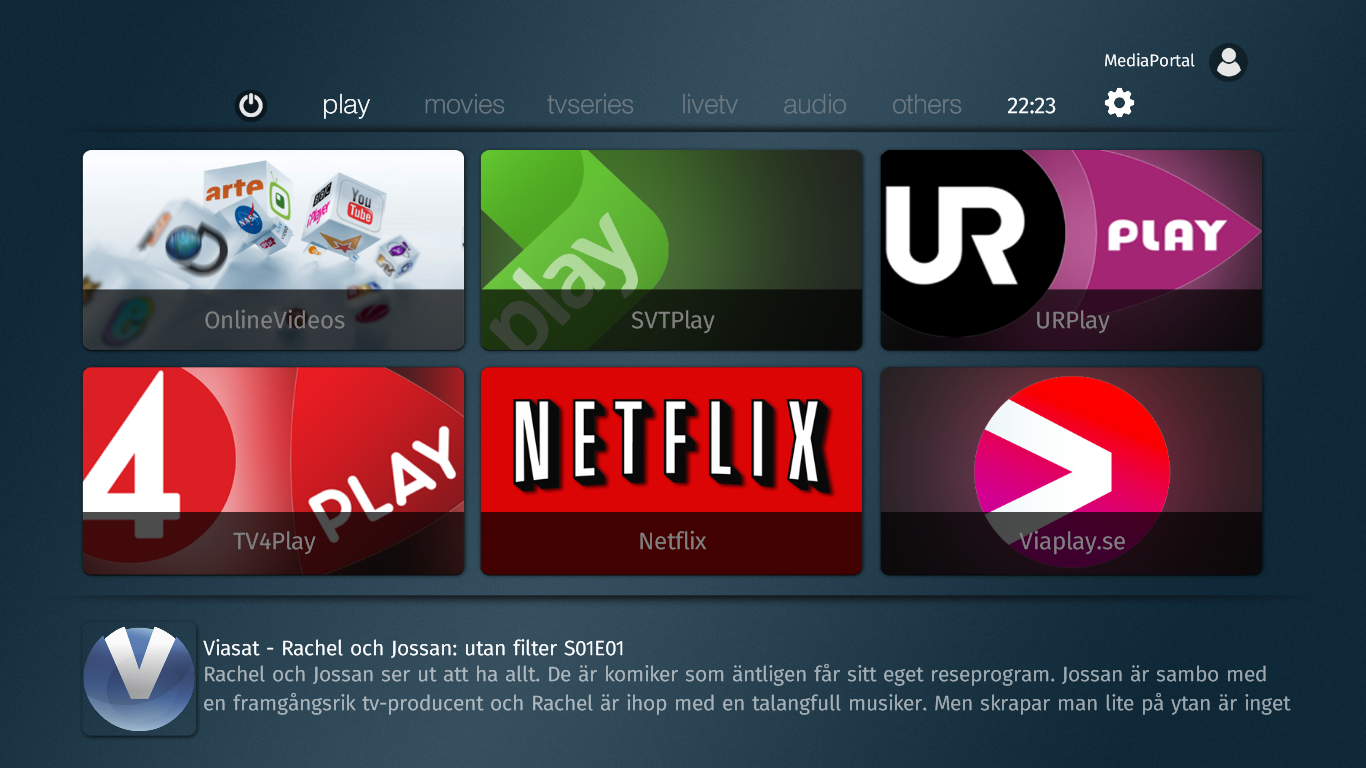 MediaPortal
play movies tvseries livetv audio others 22:23
arte
BBC
iPlayer
You
Tube
NASA
OnlineVideos
play
SVTPlay
UR PLAY
URPlay
4 PLAY
TV4Play
NETFLIX
Netflix
Viaplay.se
V
Viasat - Rachel och Jossan: utan filter S01E01
Rachel och Jossan ser ut att ha allt. De är komiker som äntligen får sitt eget reseprogram. Jossan är sambo med
en framgångsrik tv-producent och Rachel är ihop med en talangfull musiker. Men skrapar man lite på ytan är inget